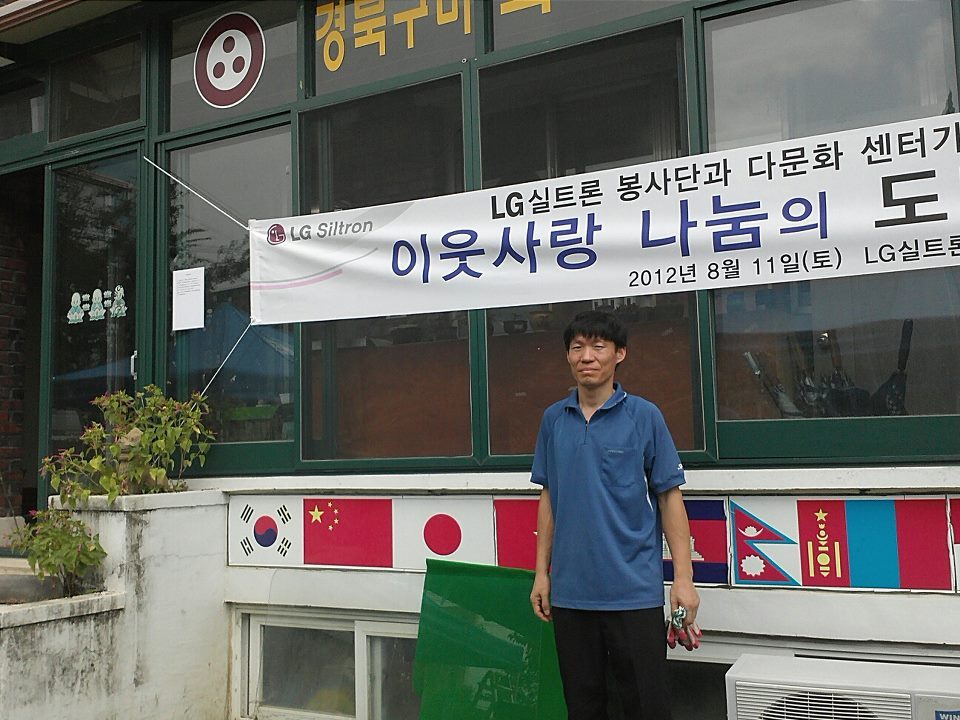 경북구미
LG Siltron
LG실트론 봉사단과 다문화 센터가
이웃사랑 나눔의 도
2012년 8월 11일(토) LG실트론
WIN